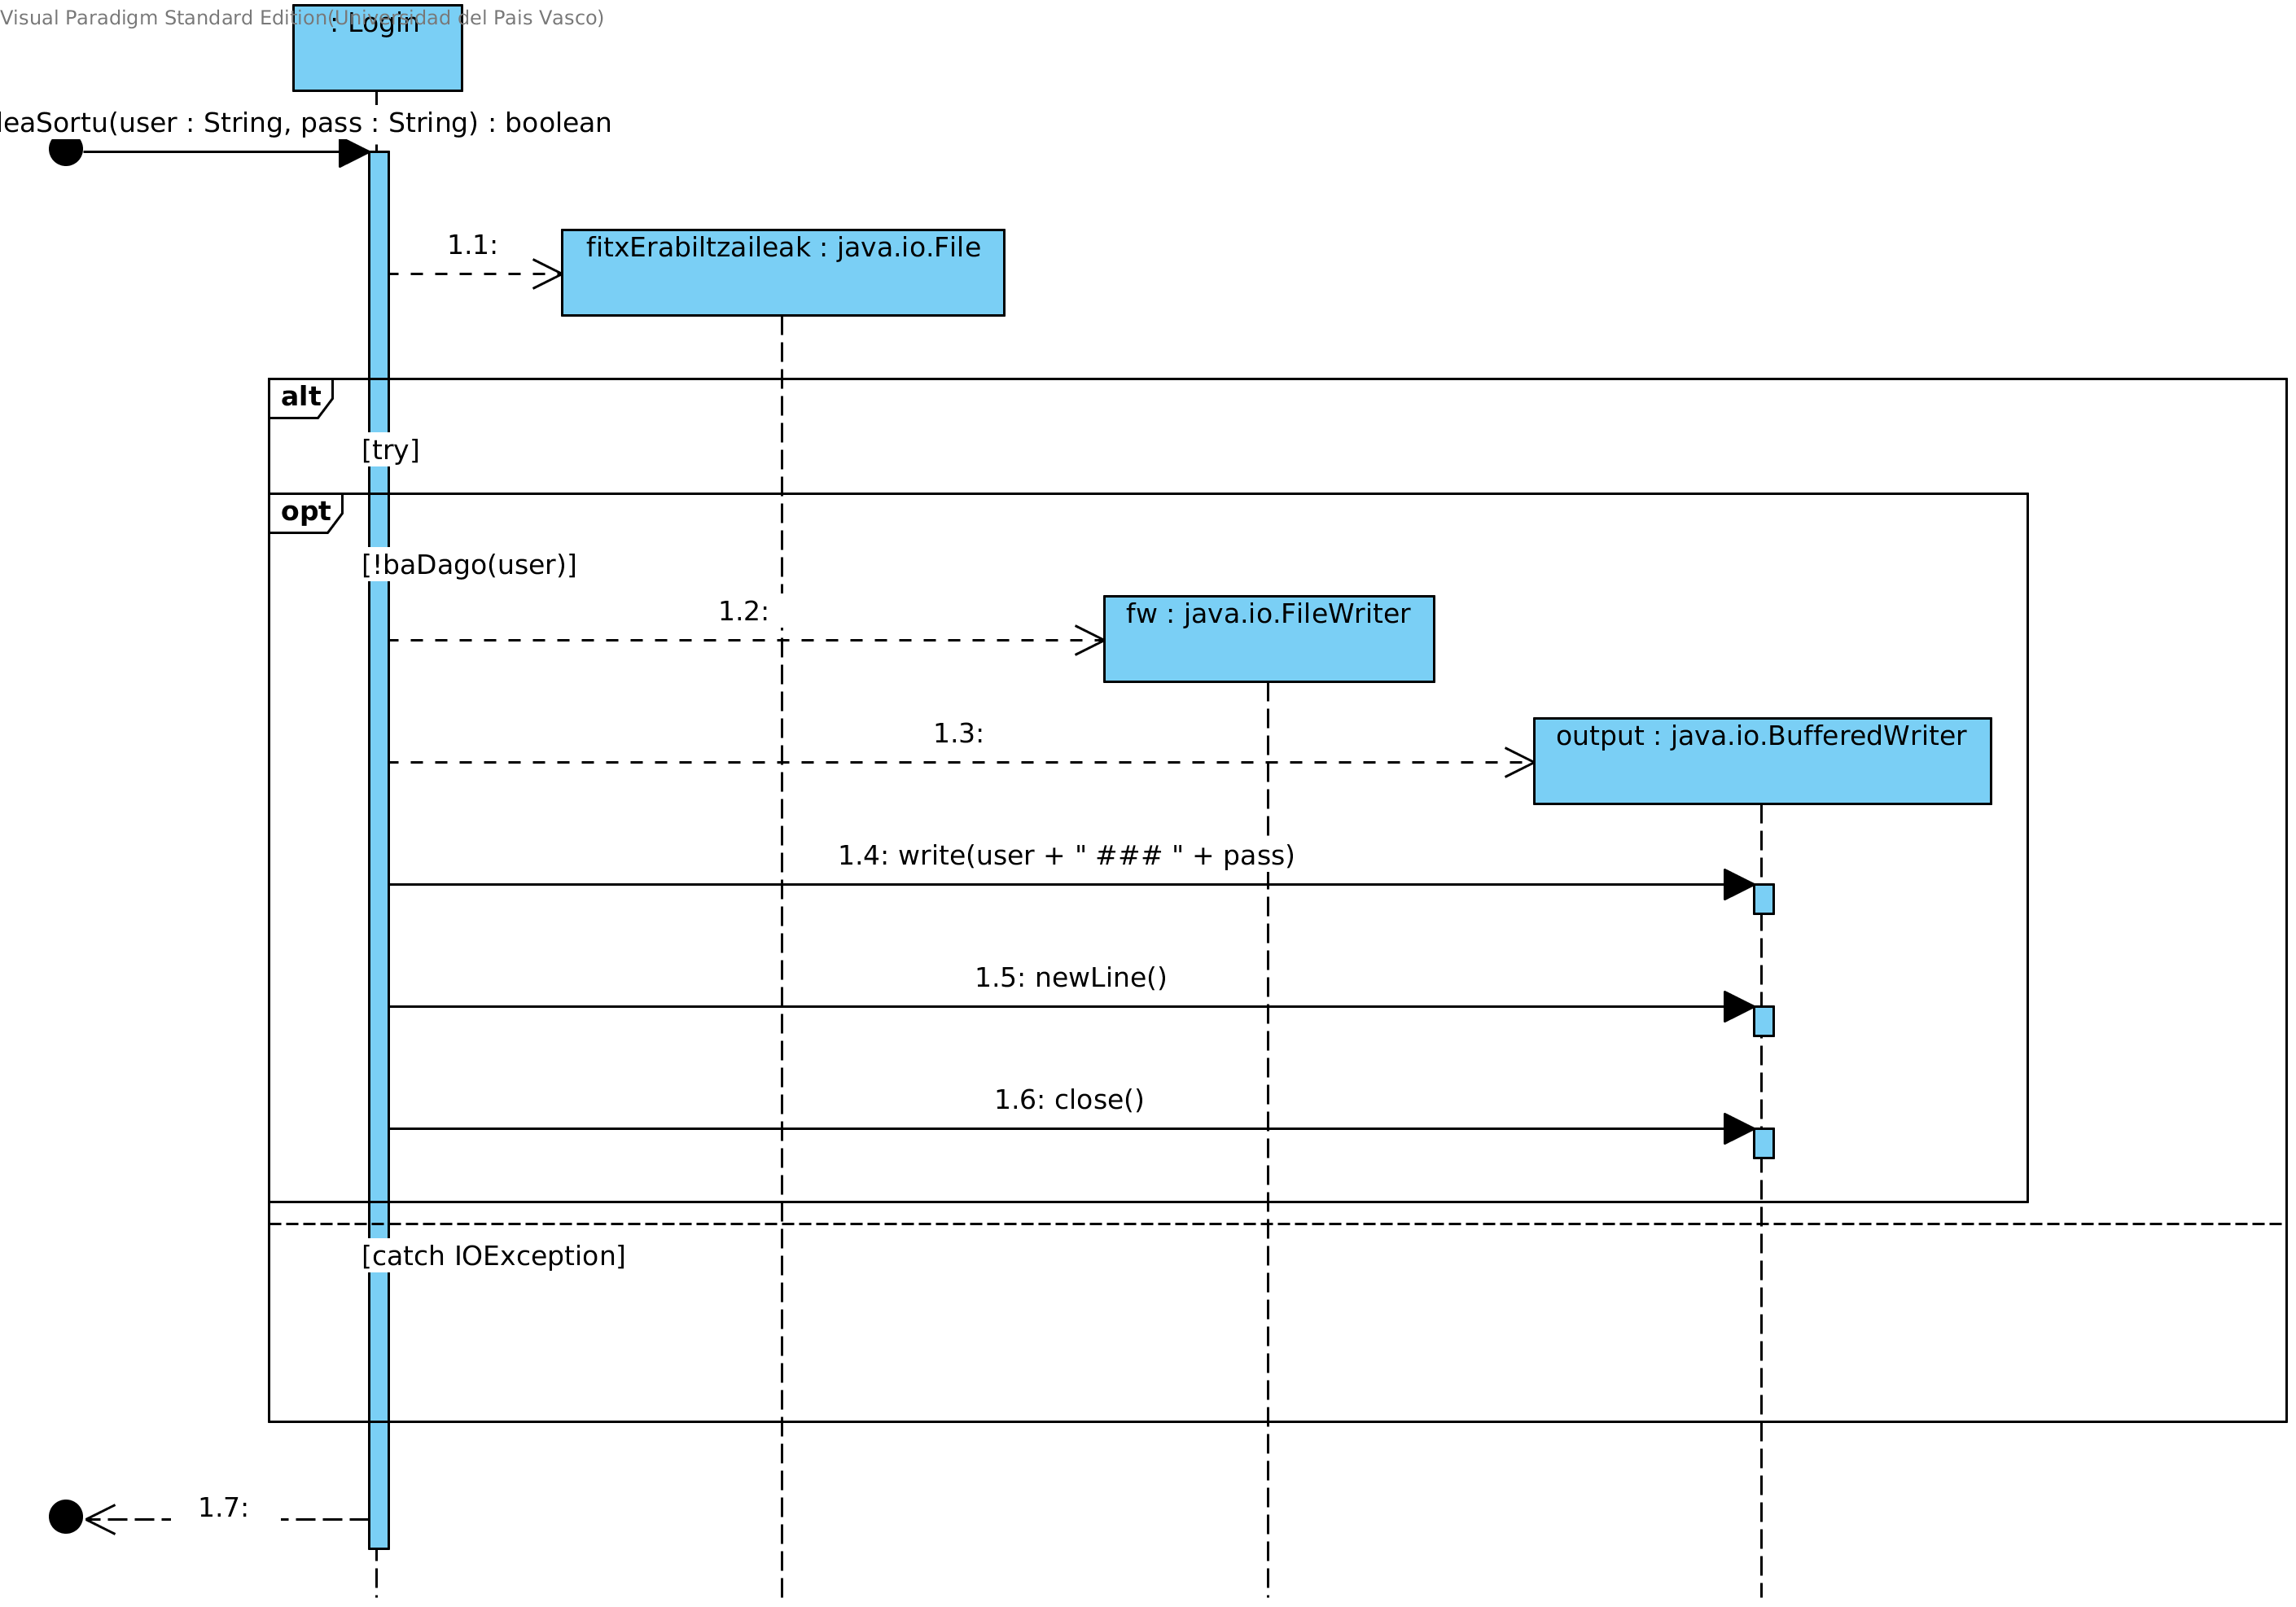 Visual Paradigm Standard Edition(Universidad del Pais Vasco)
: Login
leaSortu(user : String, pass : String) : boolean
1.1:
fitxErabiltzaileak : java.io.File
alt
[try]
opt
[!baDago(user)]
1.2:
fw : java.io.FileWriter
1.3:
output : java.io.BufferedWriter
1.4: write(user + " ### " + pass)
1.5: newLine()
1.6: close()
[catch IOException]
1.7: